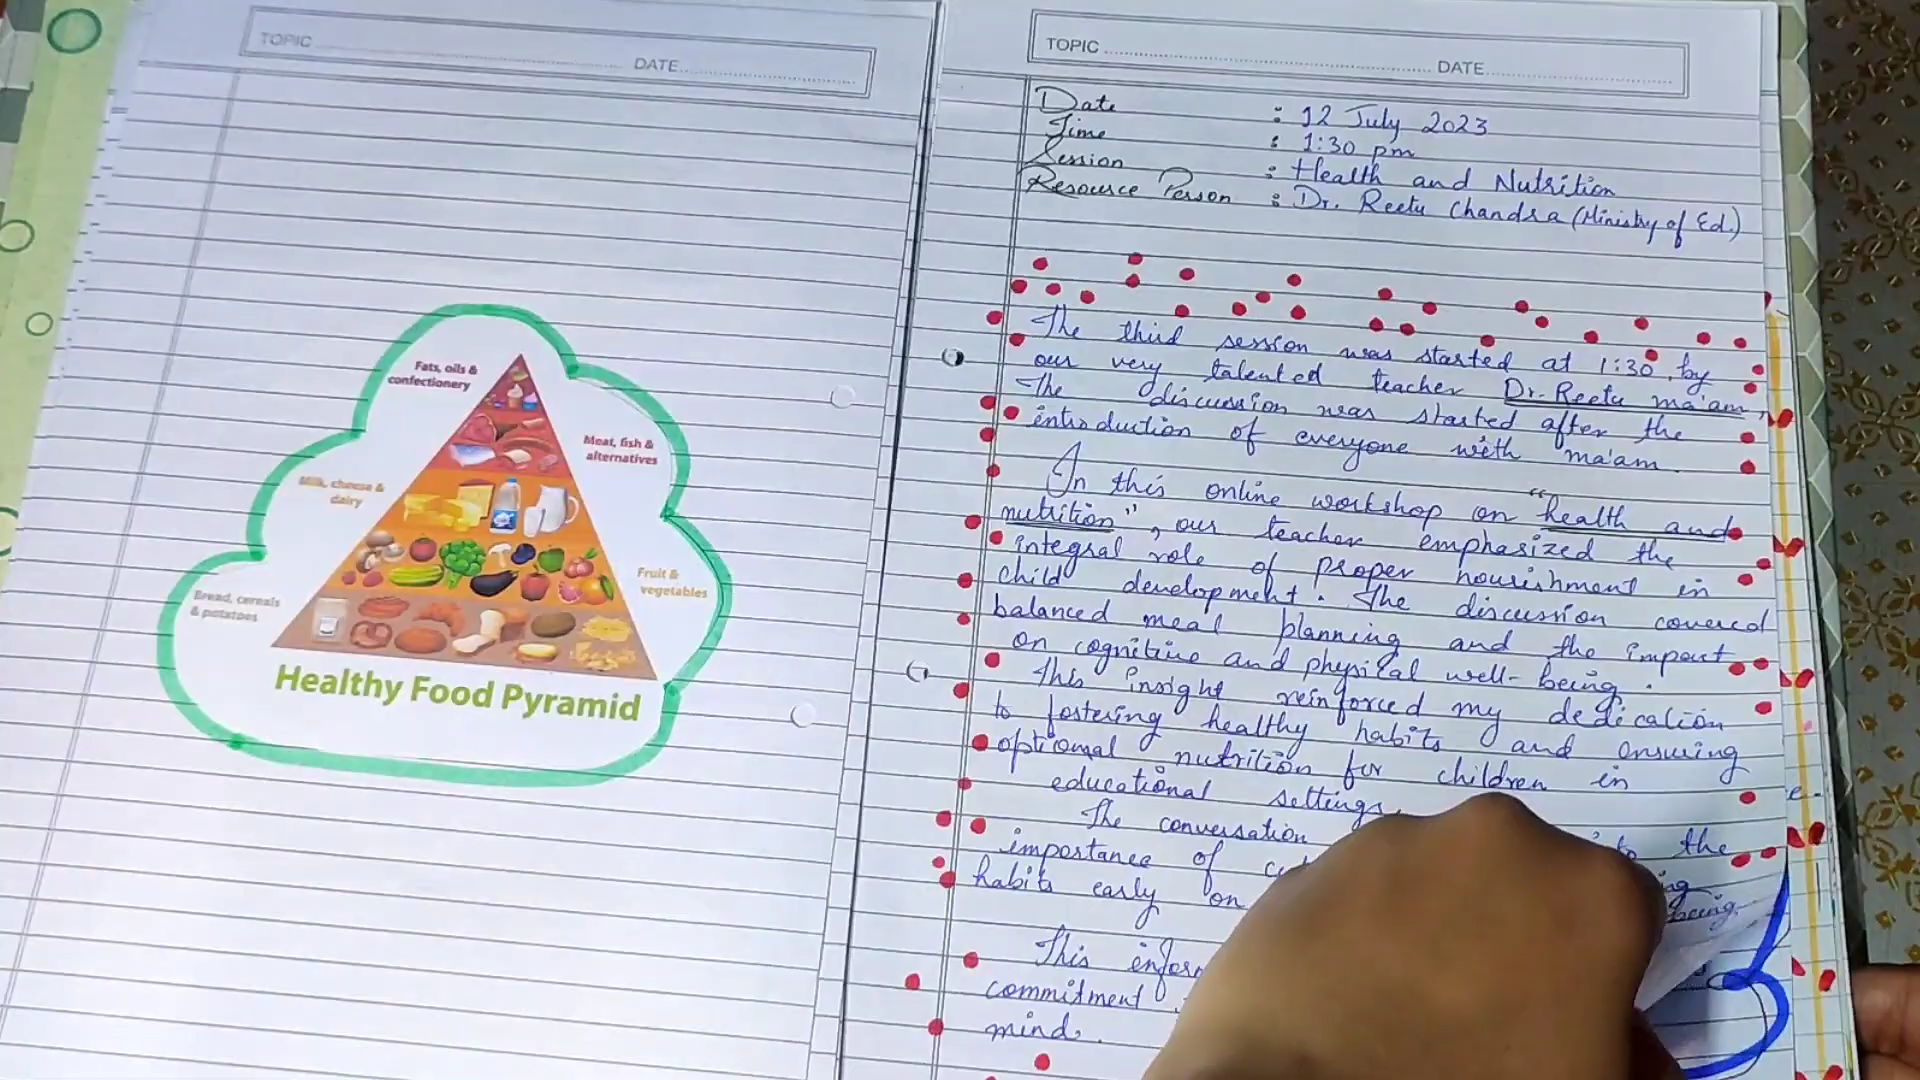 TOPIC
DATE
Fats, oils &
confectionery
Meat, fish &
alternatives
Milk, cheese &
dairy
Fruit &
vegetables
Bread, cereals
& potatoes
Healthy Food Pyramid
TOPIC
DATE
Date : 12 July 2023
Time : 1:30 pm
Session : Health and Nutrition
Resource Person : Dr. Reetu Chandra (Ministry of Ed.)
The third session was started at 1:30, by
our very talented teacher Dr. Reetu ma'am,
The discussion was started after the
introduction of everyone with ma'am.
In this online workshop on "health and
nutrition", our teacher emphasized the
integral role of proper nourishment in
child development. The discussion covered
balanced meal planning and the impact
on cognitive and physical well-being.
This insight reinforced my dedication
to fostering healthy habits and ensuing
optional nutrition for children in
educational settings.
The conversation to the
importance of
habits early on being.
This
commitment
mind.